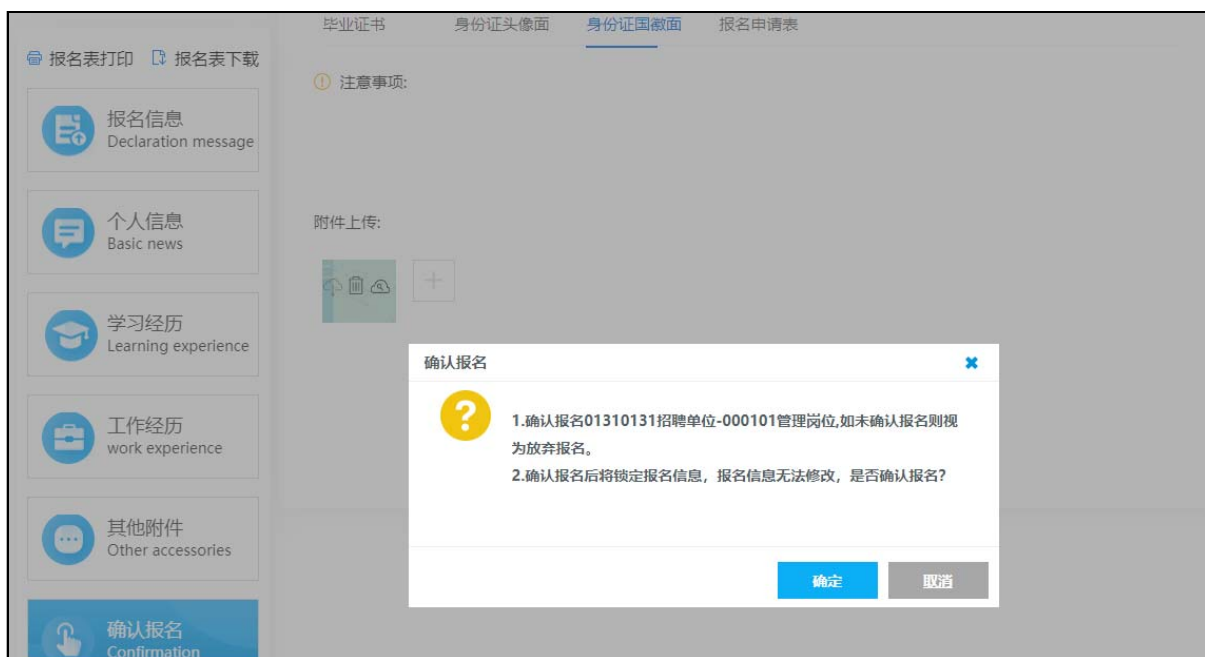 毕业证书 身份证头像面 身份证国徽面 报名申请表
报名表打印 报名表下载
注意事项:
报名信息
Declaration message
个人信息
Basic news
附件上传:
学习经历
Learning experience
工作经历
work experience
其他附件
Other accessories
确认报名
Confirmation
确认报名
1.确认报名01310131招聘单位-000101管理岗位,如未确认报名则视
为放弃报名。
2.确认报名后将锁定报名信息，报名信息无法修改，是否确认报名?
确定 取消